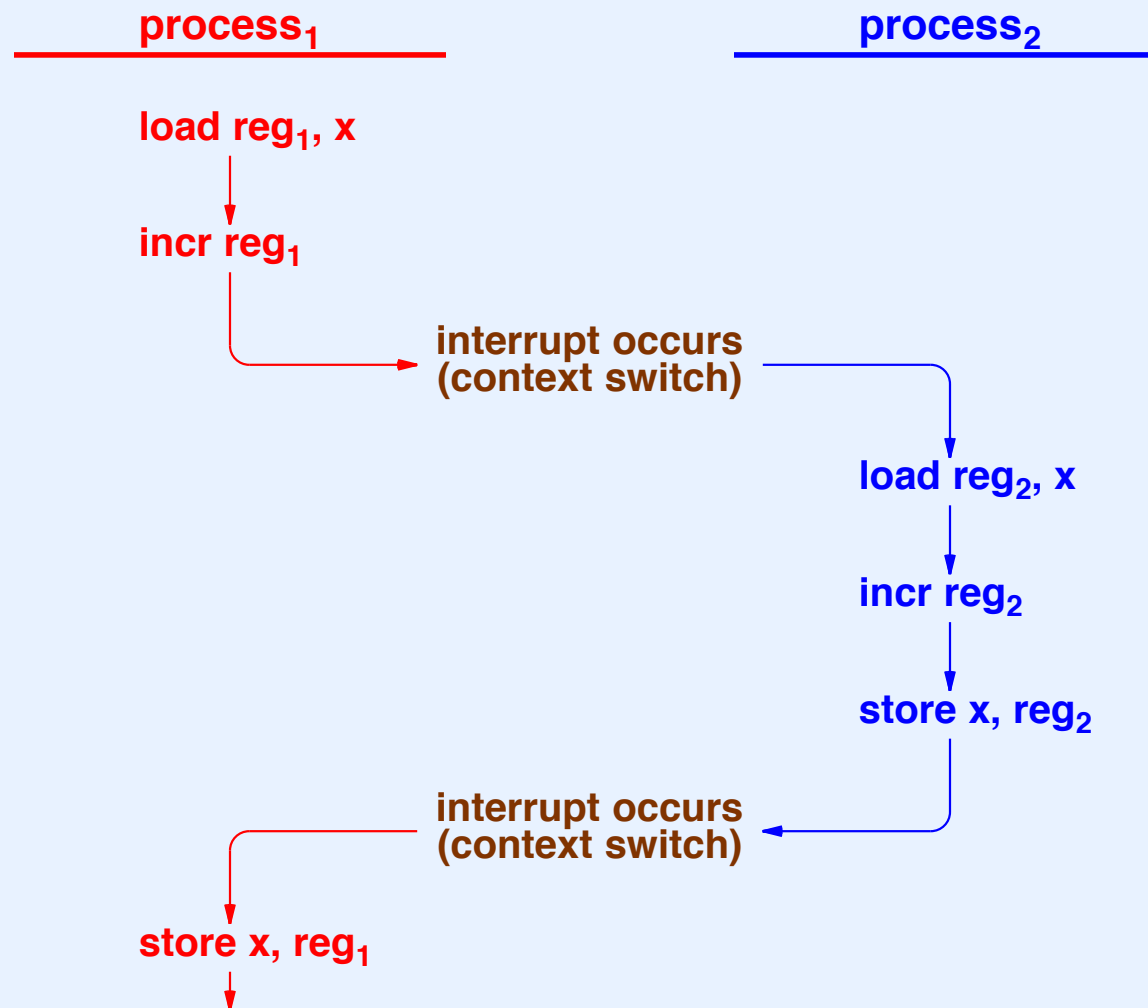 process₁
process₂
load reg₁, x
incr reg₁
interrupt occurs
(context switch)
load reg₂, x
incr reg₂
store x, reg₂
interrupt occurs
(context switch)
store x, reg₁